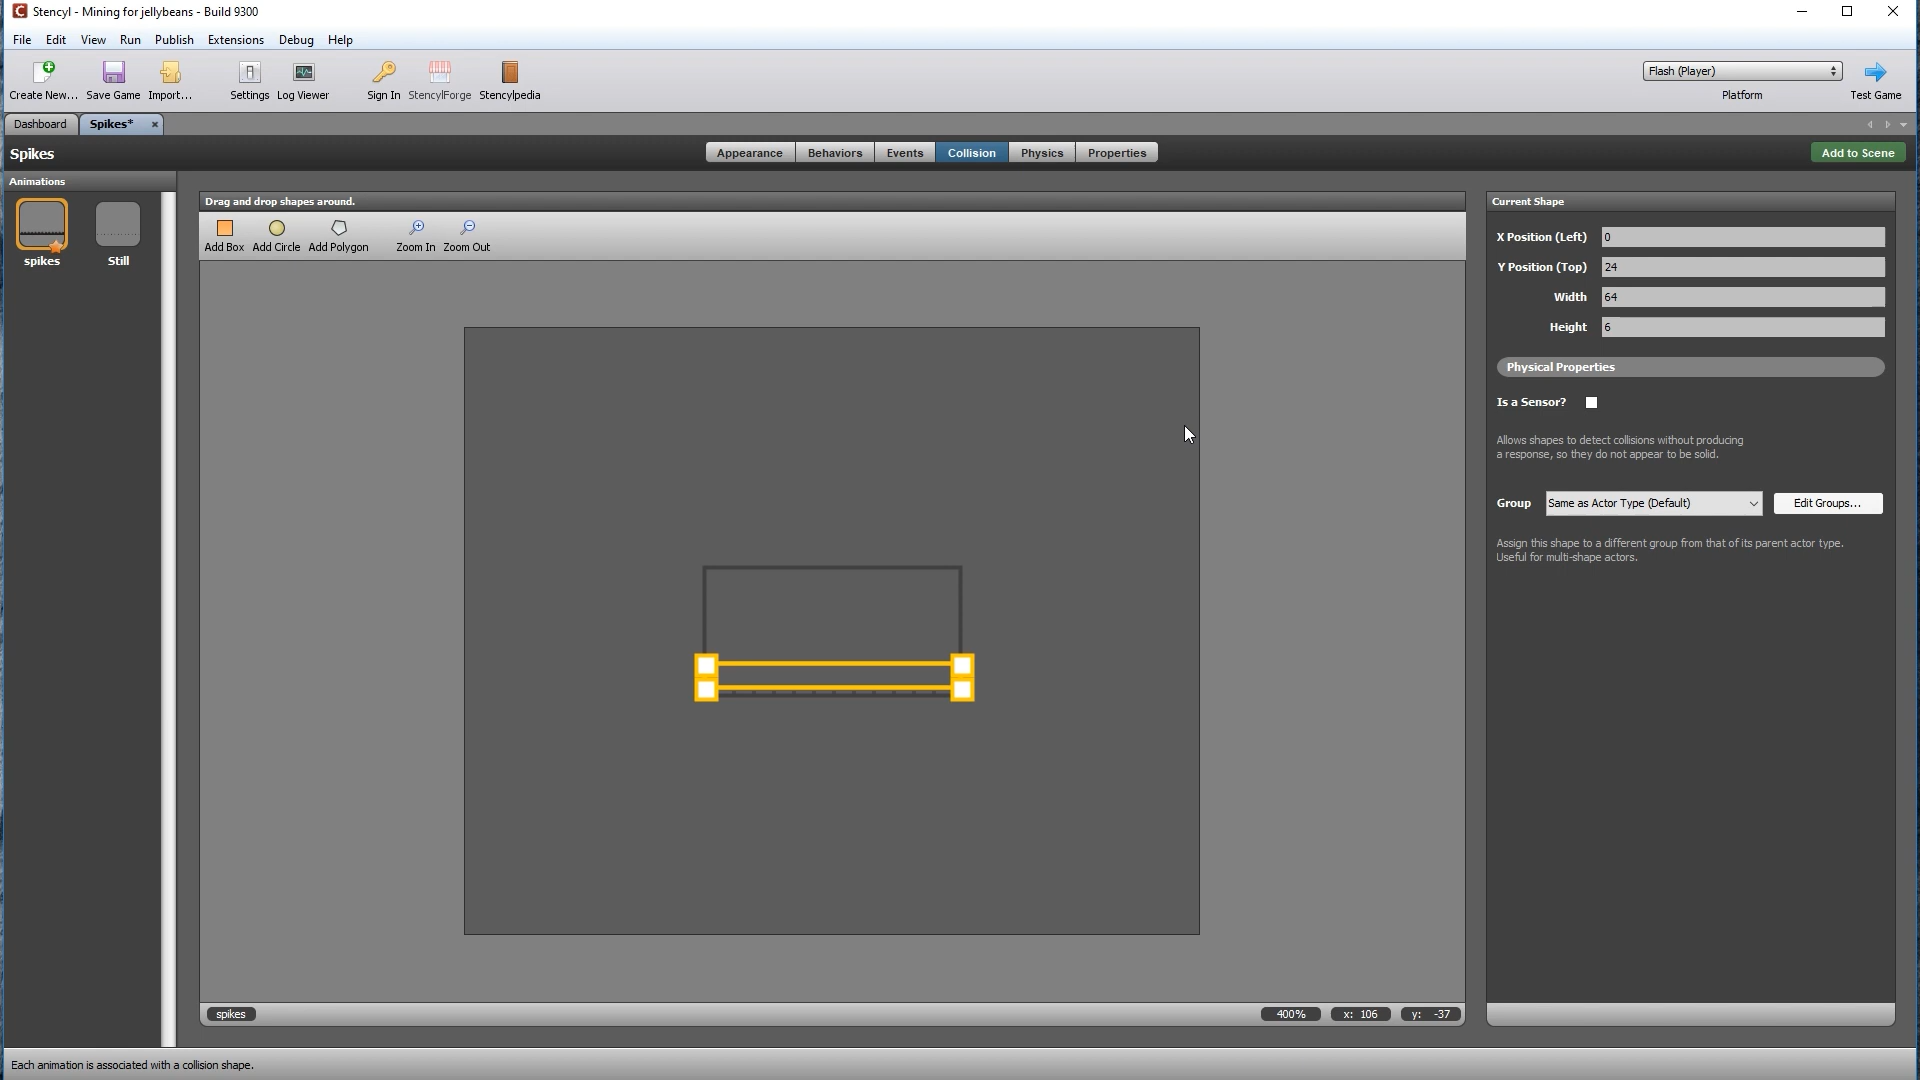 Stencyl - Mining for jellybeans - Build 9300
File Edit View Run Publish Extensions Debug Help
Create New... Save Game Import... Settings Log Viewer Sign In StencylForge Stencylpedia
Flash (Player)
Platform
Test Game
Dashboard Spikes*
Spikes
Appearance Behaviors Events Collision Physics Properties
Add to Scene
Animations
spikes Still
Drag and drop shapes around.
Add Box Add Circle Add Polygon Zoom In Zoom Out
Current Shape
X Position (Left) 0
Y Position (Top) 24
Width 64
Height 6
Physical Properties
Is a Sensor?
Allows shapes to detect collisions without producing
a response, so they do not appear to be solid.
Group Same as Actor Type (Default) Edit Groups...
Assign this shape to a different group from that of its parent actor type.
Useful for multi-shape actors.
spikes 400% x: 106 y: -37
Each animation is associated with a collision shape.